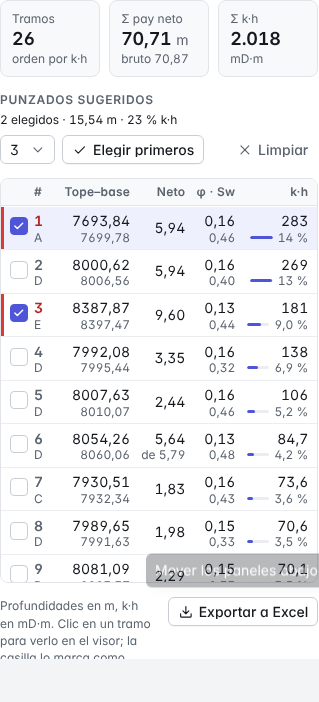 Tramos
26
orden por k·h
Σ pay neto
70,71 m
bruto 70,87
Σ k·h
2.018
mD·m
PUNZADOS SUGERIDOS
2 elegidos · 15,54 m · 23 % k·h
3 Elegir primeros Limpiar
# Tope–base Neto φ · Sw k·h
1 7693,84 5,94 0,16 283
A 7699,78 0,46 14 %
2 8000,62 5,94 0,16 269
D 8006,56 0,40 13 %
3 8387,87 9,60 0,13 181
E 8397,47 0,44 9,0 %
4 7992,08 3,35 0,16 138
D 7995,44 0,32 6,9 %
5 8007,63 2,44 0,16 106
D 8010,07 0,46 5,2 %
6 8054,26 5,64 0,13 84,7
D 8060,06 de 5,79 0,48 4,2 %
7 7930,51 1,83 0,16 73,6
C 7932,34 0,43 3,6 %
8 7989,65 1,98 0,15 70,6
D 7991,63 0,33 3,5 %
9 8081,09 2,29 0,15 70,1
Mover los paneles
Exportar a Excel
Profundidades en m, k·h
en mD·m. Clic en un tramo
para verlo en el visor; la
casilla lo marca como